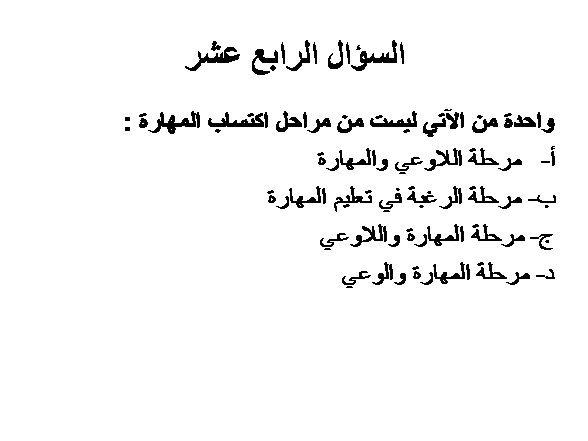 السؤال الرابع عشر
واحدة من الآتي ليست من مراحل اكتساب المهارة :
أ- مرحلة اللاوعي والمهارة
ب- مرحلة الرغبة في تعليم المهارة
ج- مرحلة المهارة واللاوعي
د- مرحلة المهارة والوعي